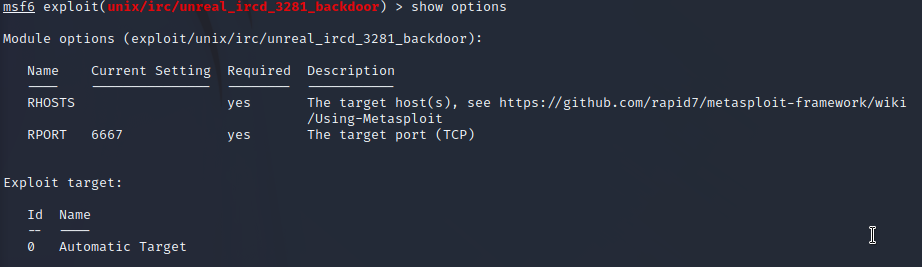 msf6 exploit(unix/irc/unreal_ircd_3281_backdoor) > show options
Module options (exploit/unix/irc/unreal_ircd_3281_backdoor):
Name Current Setting Required Description
RHOSTS yes The target host(s), see https://github.com/rapid7/metasploit-framework/wiki
/Using-Metasploit
RPORT 6667 yes The target port (TCP)
Exploit target:
Id Name
-- ----
0 Automatic Target